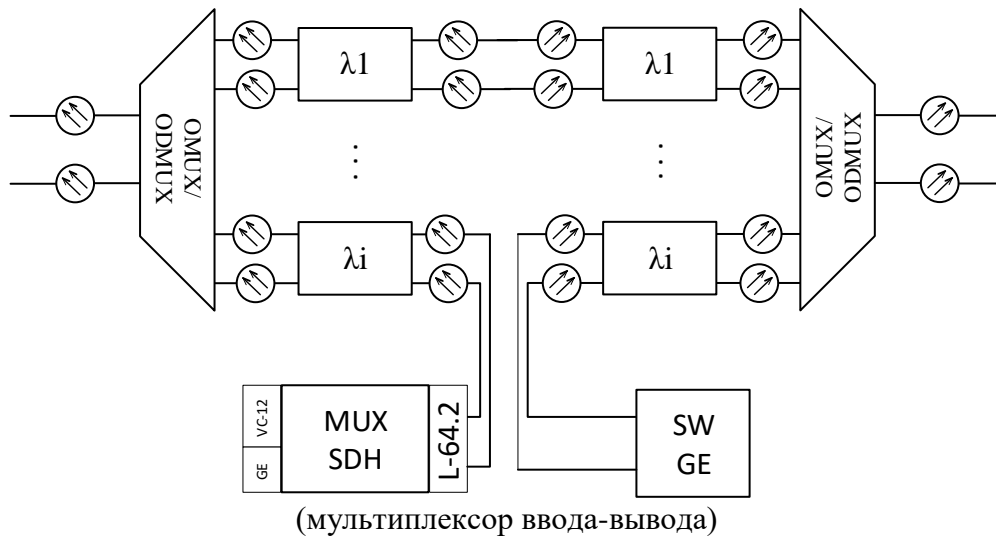 λ1
λ1
OMUX/
ODMUX
OMUX/
ODMUX
⋮
⋮
λi
λi
VC-12
GE
MUX
SDH
L-64.2
SW
GE
(мультиплексор ввода-вывода)